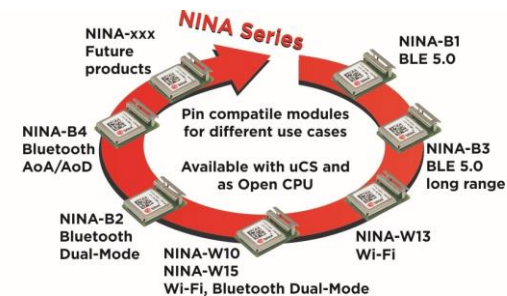 NINA Series
NINA-xxx
Future
products
NINA-B1
BLE 5.0
Pin compatile modules
for different use cases
Available with uCS and
as Open CPU
NINA-B4
Bluetooth
AoA/AoD
NINA-B3
BLE 5.0
long range
NINA-B2
Bluetooth
Dual-Mode
NINA-W10
NINA-W15
Wi-Fi, Bluetooth Dual-Mode
NINA-W13
Wi-Fi